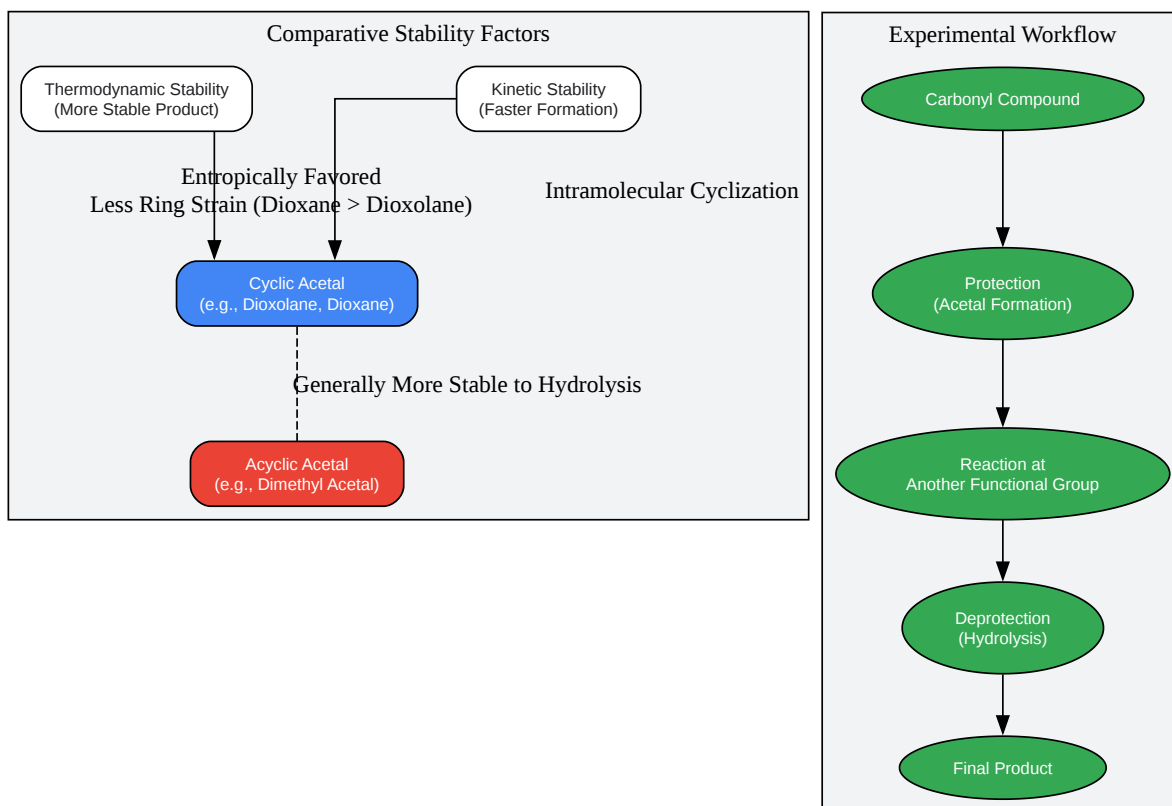 Comparative Stability Factors
Thermodynamic Stability
(More Stable Product)
Kinetic Stability
(Faster Formation)
Entropically Favored
Less Ring Strain (Dioxane > Dioxolane)
Intramolecular Cyclization
Cyclic Acetal
(e.g., Dioxolane, Dioxane)
Generally More Stable to Hydrolysis
Acyclic Acetal
(e.g., Dimethyl Acetal)
Experimental Workflow
Carbonyl Compound
Protection
(Acetal Formation)
Reaction at
Another Functional Group
Deprotection
(Hydrolysis)
Final Product